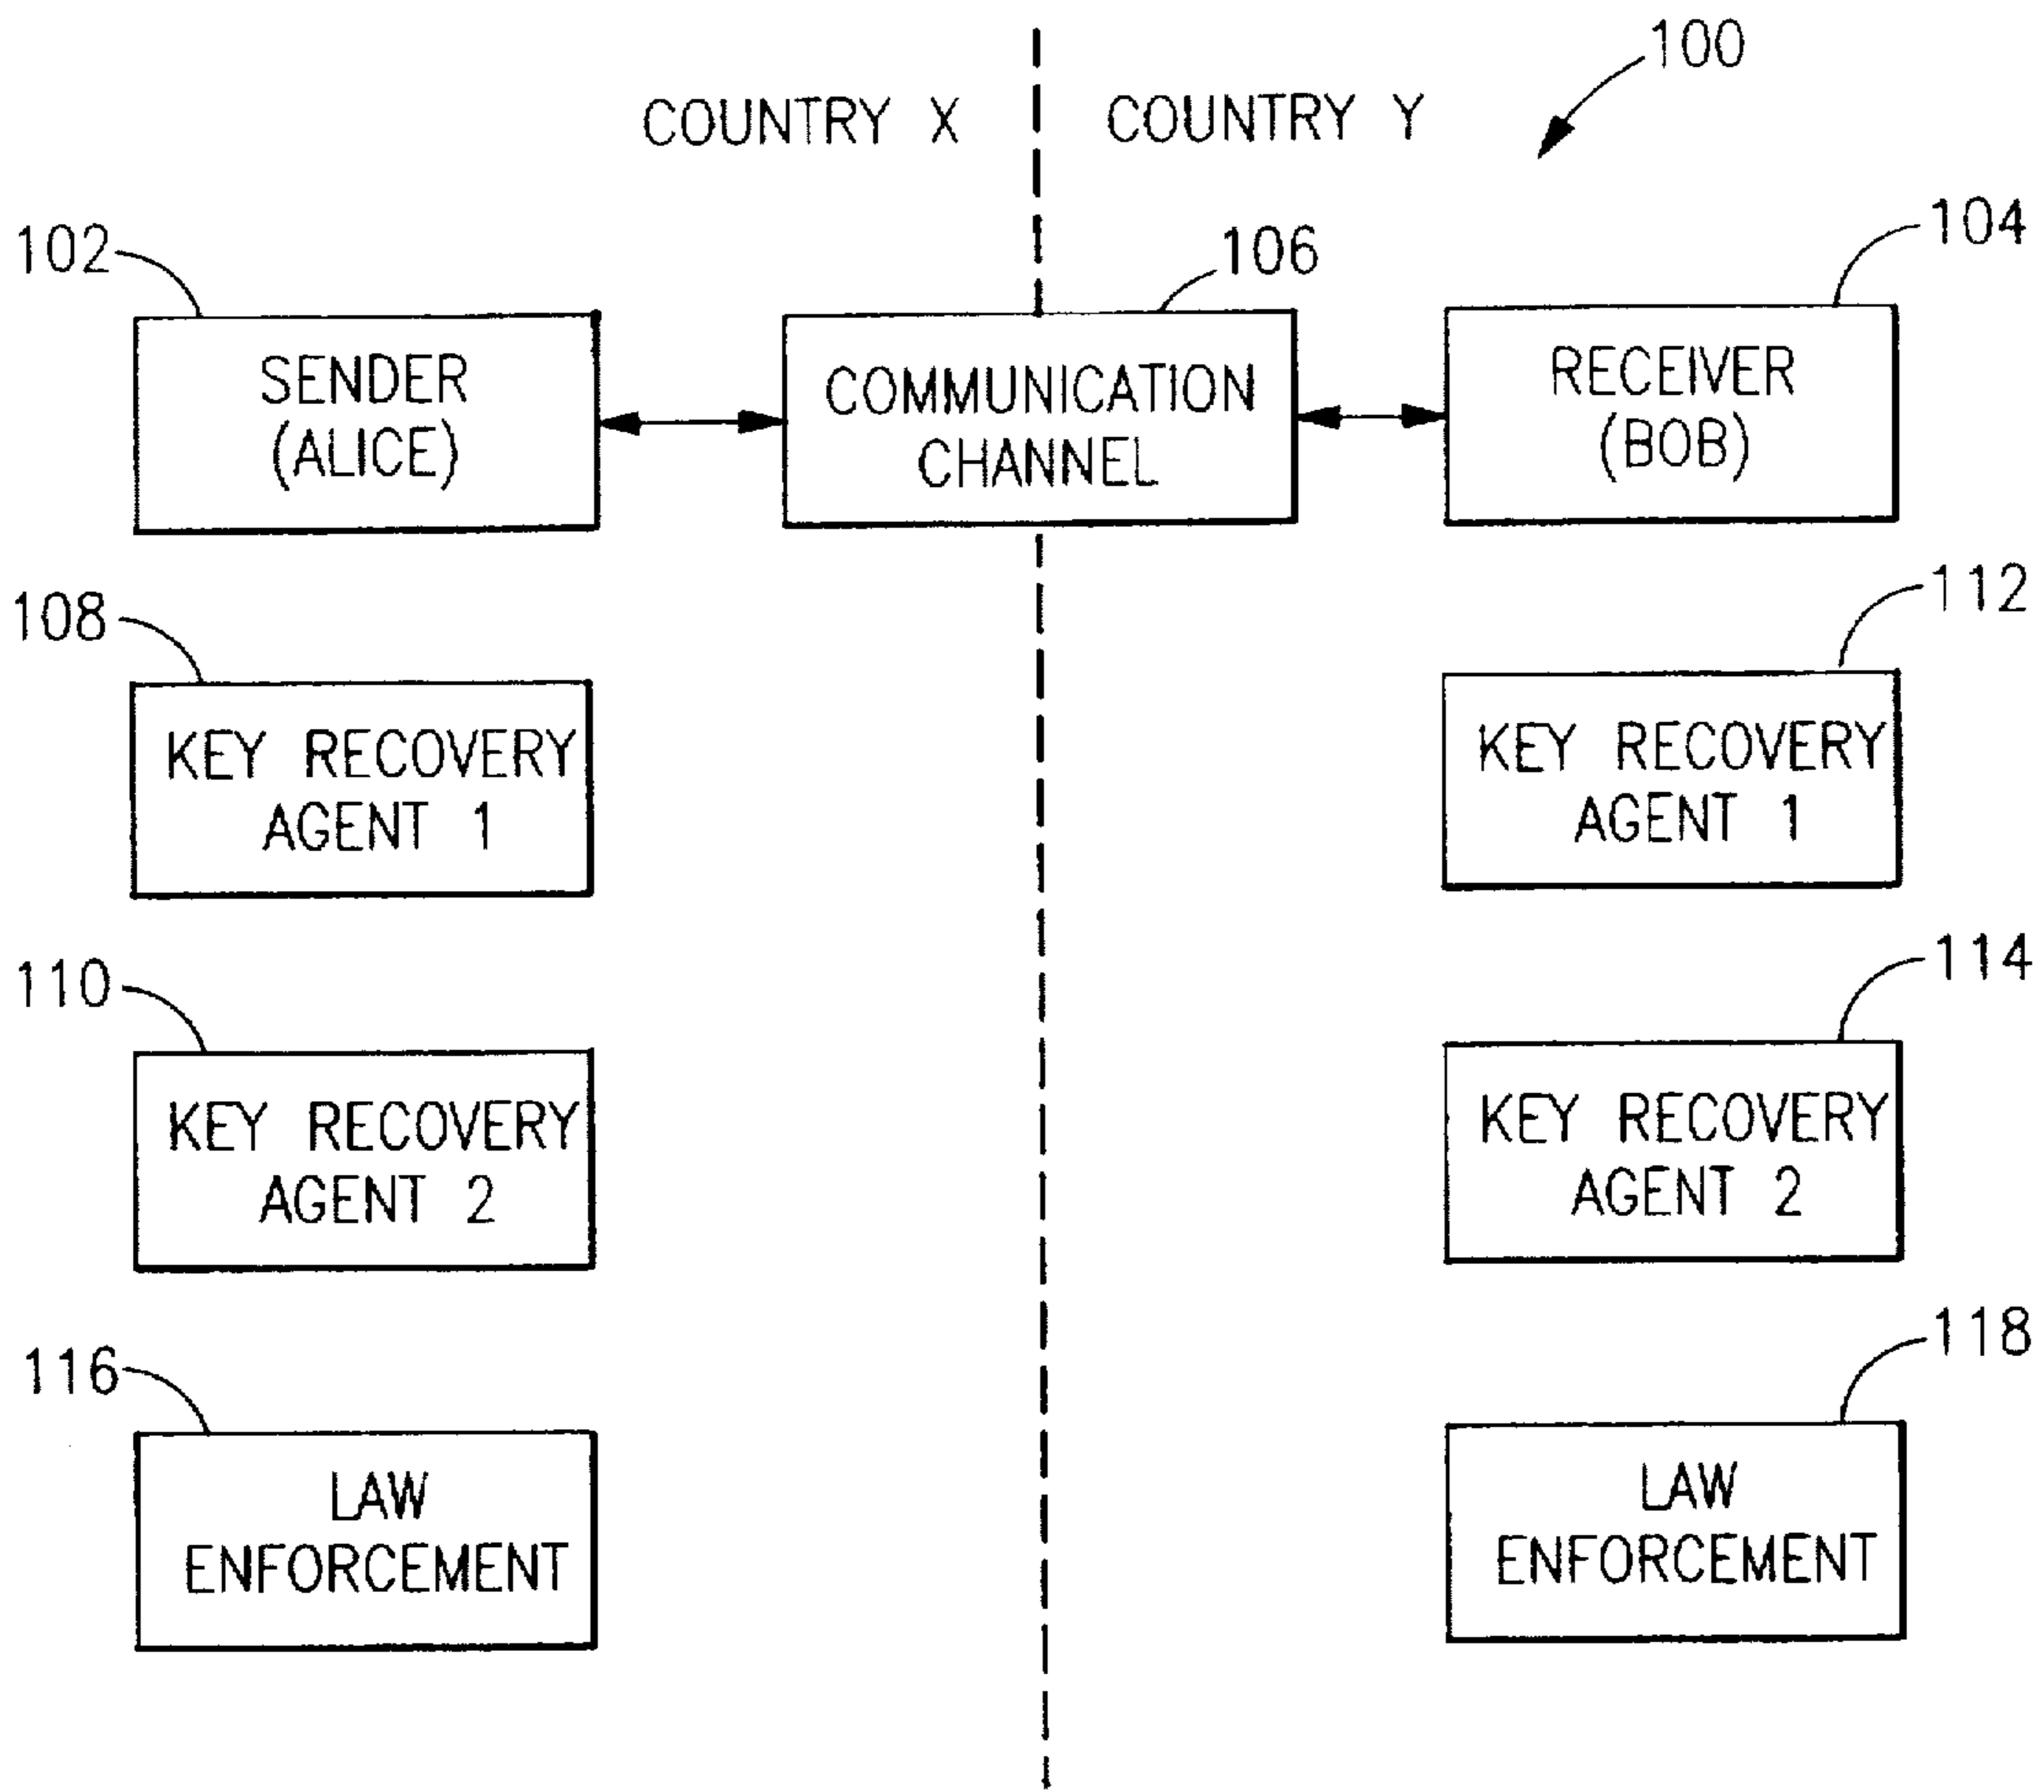 100
COUNTRY X
COUNTRY Y
102
106
104
SENDER
(ALICE)
COMMUNICATION
CHANNEL
RECEIVER
(BOB)
108
112
KEY RECOVERY
AGENT 1
KEY RECOVERY
AGENT 1
110
114
KEY RECOVERY
AGENT 2
KEY RECOVERY
AGENT 2
116
118
LAW
ENFORCEMENT
LAW
ENFORCEMENT